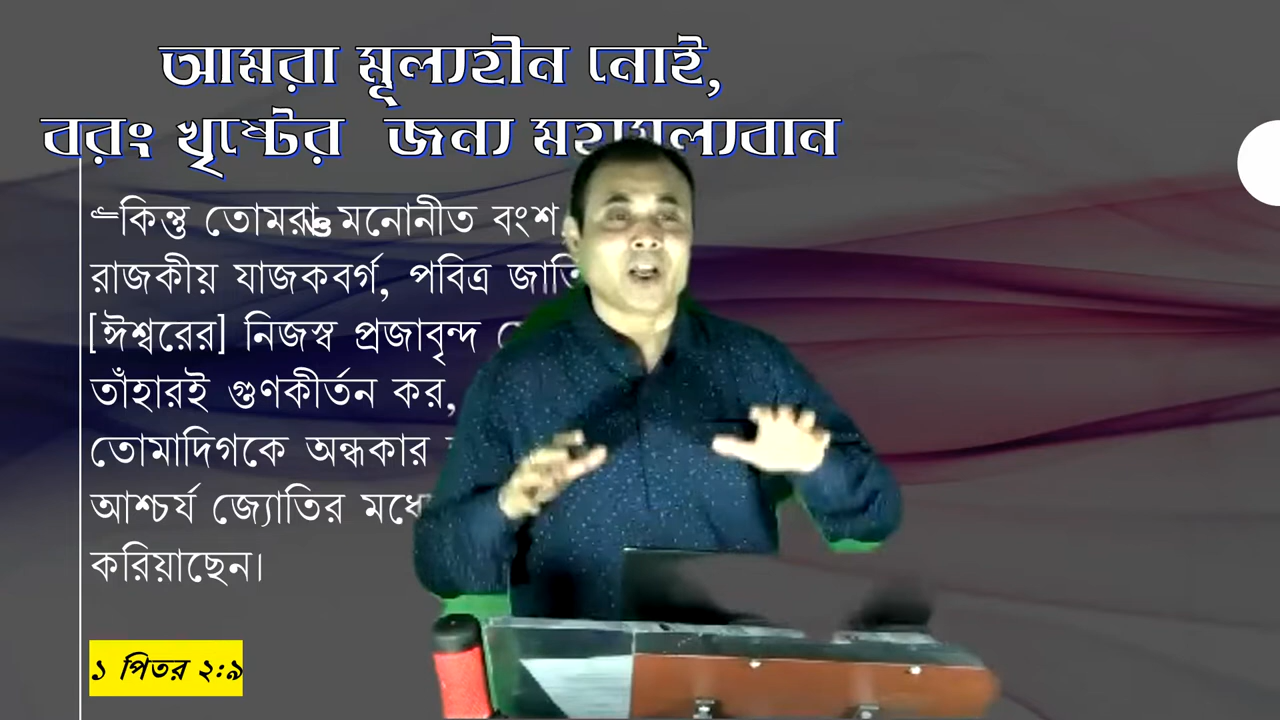 আমরা মূল্যহীন নোই,
বরং খৃষ্টের জন্য মহামূল্যবান
কিন্তু তোমরা মনোনীত বংশ,
রাজকীয় যাজকবর্গ, পবিত্র জাতি
[ঈশ্বরের] নিজস্ব প্রজাবৃন্দ
তাঁহারই গুণকীর্তন কর,
তোমাদিগকে অন্ধকার
আশ্চর্য জ্যোতির মধ্যে
করিয়াছেন।
১ পিতর ২:৯